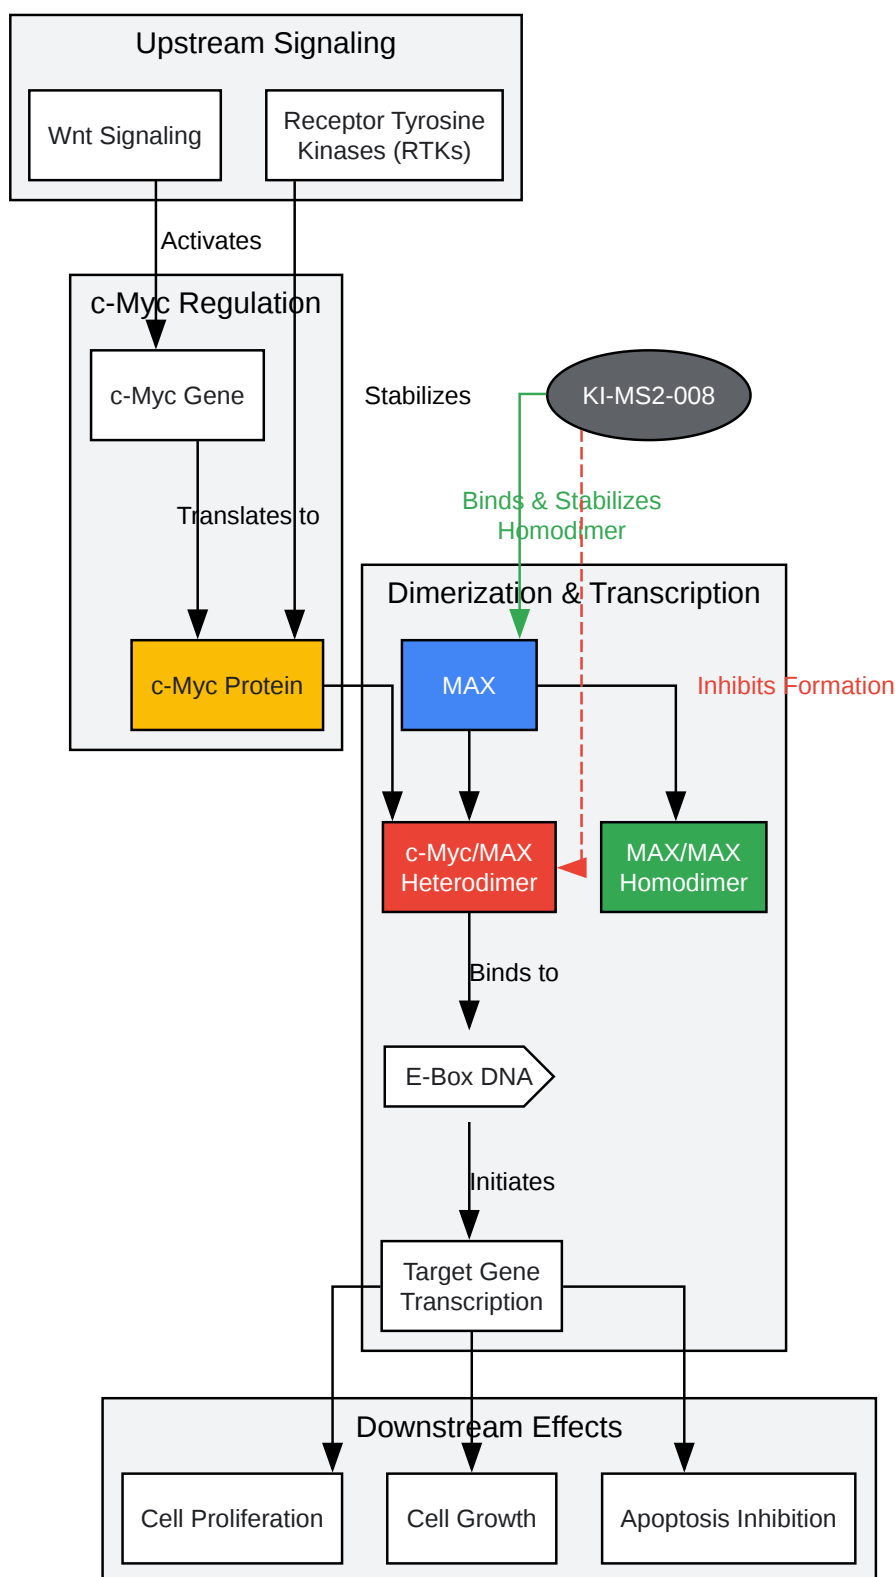 Upstream Signaling
Wnt Signaling
Receptor Tyrosine
Kinases (RTKs)
Activates
c-Myc Regulation
c-Myc Gene
Stabilizes
KI-MS2-008
Translates to
Binds & Stabilizes
Homodimer
Dimerization & Transcription
c-Myc Protein
MAX
Inhibits Formation
c-Myc/MAX
Heterodimer
MAX/MAX
Homodimer
Binds to
E-Box DNA
Initiates
Target Gene
Transcription
Downstream Effects
Cell Proliferation
Cell Growth
Apoptosis Inhibition